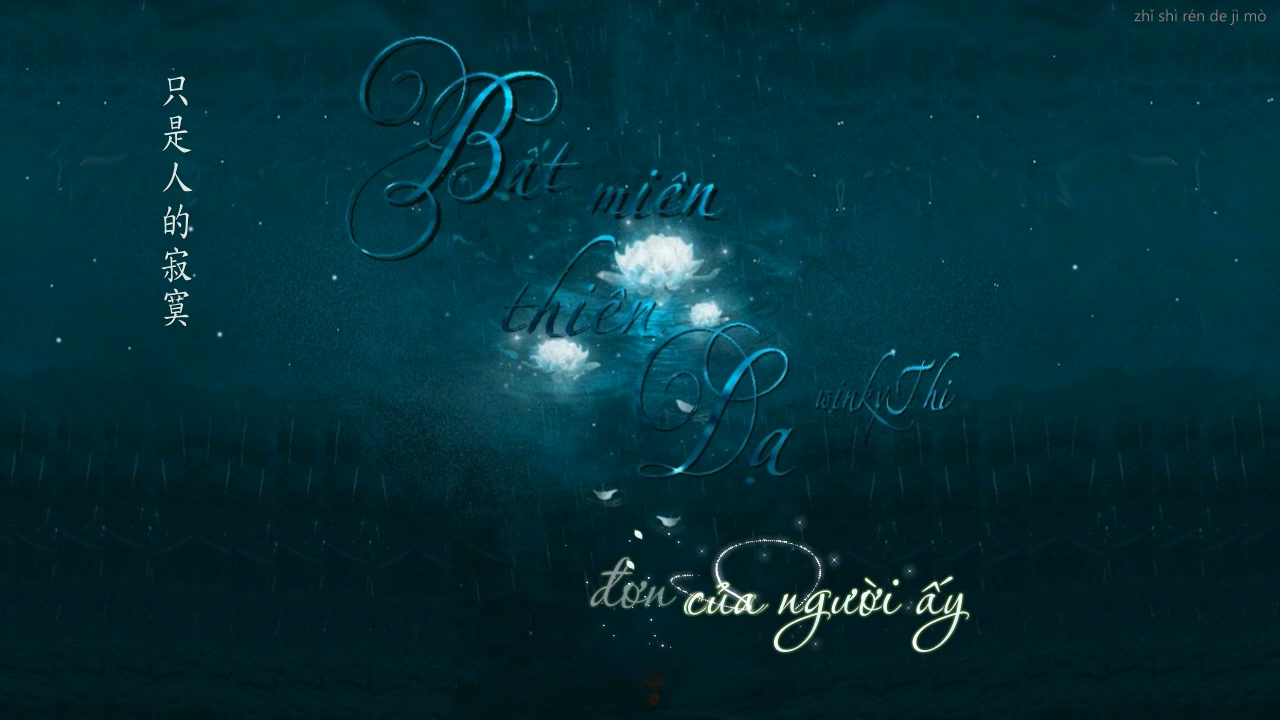 zhǐ shì rén de jì mò
只是人的寂寞
Bất miên
thiên
Dạ
winkyThi
đơn của người ấy